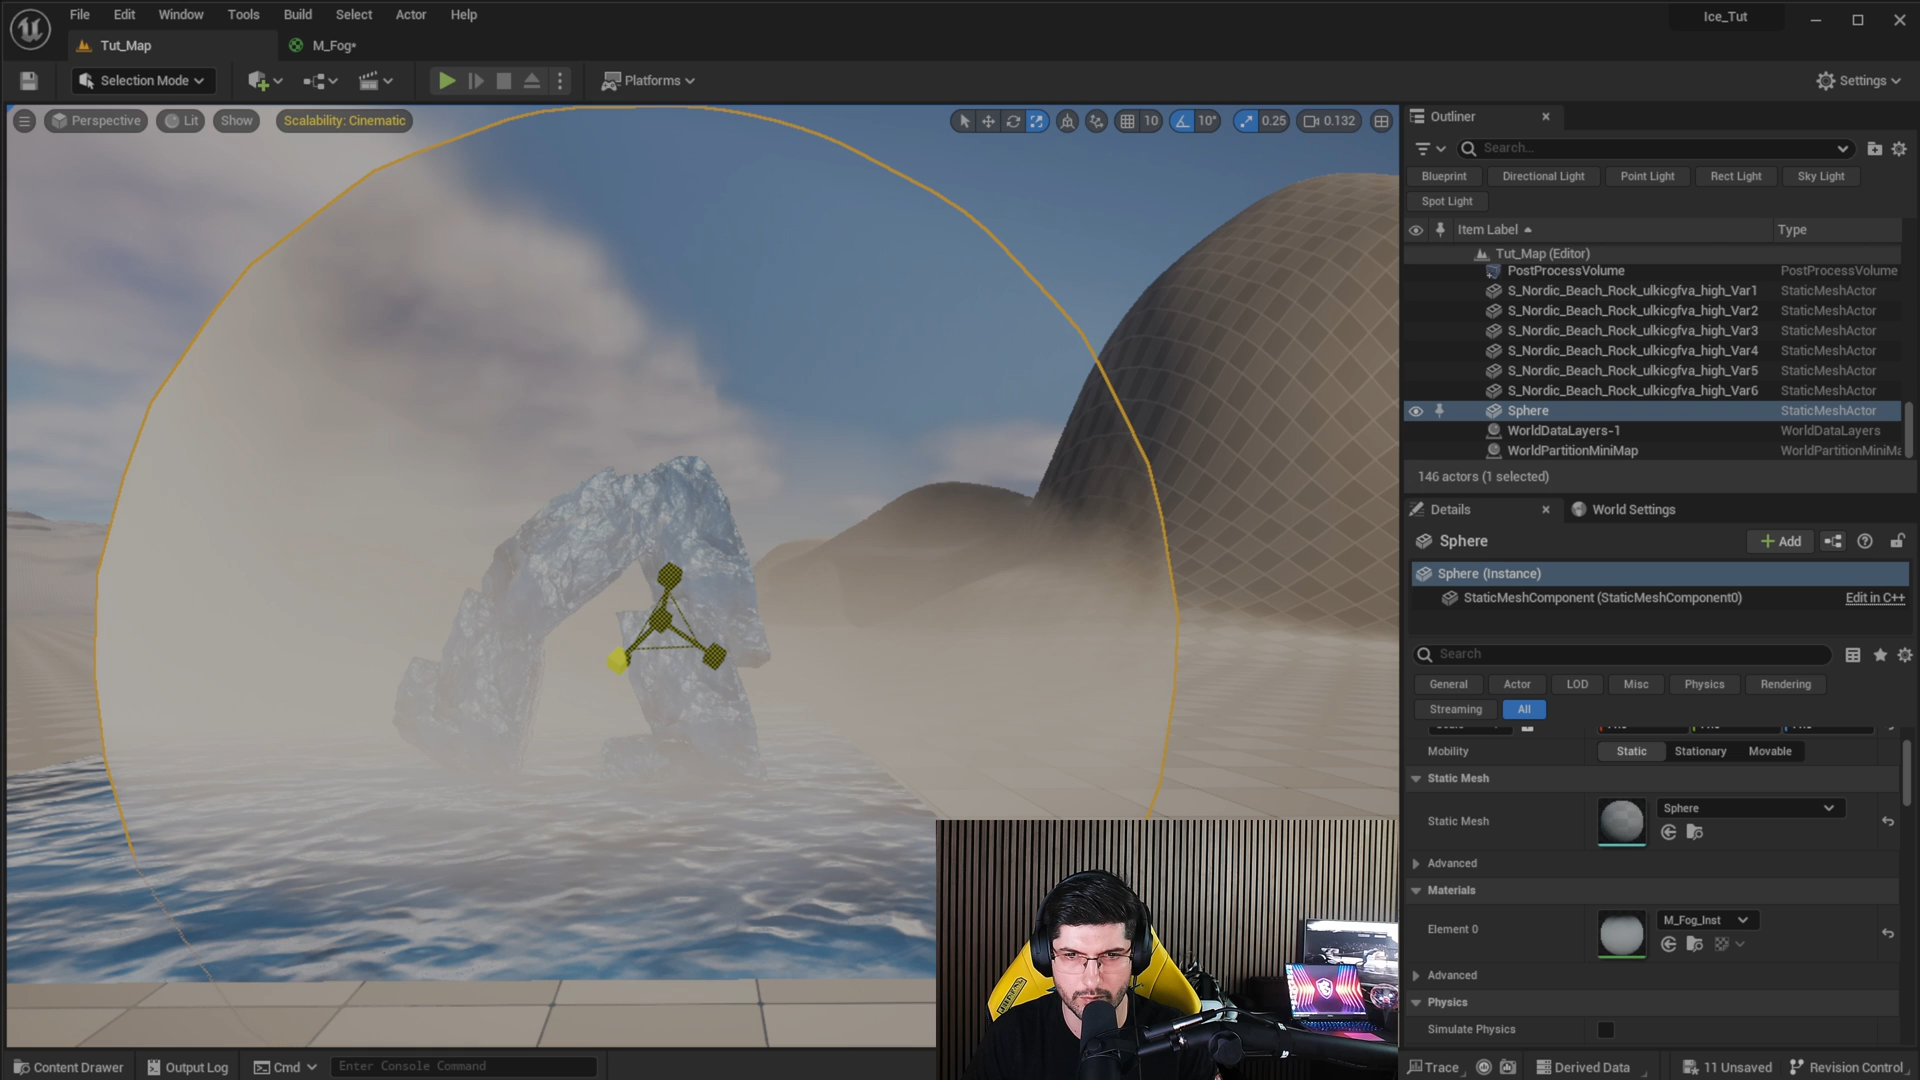 File Edit Window Tools Build Select Actor Help
Ice_Tut
Tut_Map
M_Fog*
Selection Mode
Platforms
Settings
Perspective
Lit
Show
Scalability: Cinematic
10
10°
0.25
0.132
Outliner
Search...
Blueprint
Directional Light
Point Light
Rect Light
Sky Light
Spot Light
Item Label
Type
Tut_Map (Editor)
PostProcessVolume PostProcessVolume
S_Nordic_Beach_Rock_ulkicgfva_high_Var1 StaticMeshActor
S_Nordic_Beach_Rock_ulkicgfva_high_Var2 StaticMeshActor
S_Nordic_Beach_Rock_ulkicgfva_high_Var3 StaticMeshActor
S_Nordic_Beach_Rock_ulkicgfva_high_Var4 StaticMeshActor
S_Nordic_Beach_Rock_ulkicgfva_high_Var5 StaticMeshActor
S_Nordic_Beach_Rock_ulkicgfva_high_Var6 StaticMeshActor
Sphere StaticMeshActor
WorldDataLayers-1 WorldDataLayers
WorldPartitionMiniMap WorldPartitionMiniMa
146 actors (1 selected)
Details
World Settings
Sphere
Add
Sphere (Instance)
StaticMeshComponent (StaticMeshComponent0)
Edit in C++
Search
General
Actor
LOD
Misc
Physics
Rendering
Streaming
All
Mobility
Static
Stationary
Movable
Static Mesh
Static Mesh
Sphere
Advanced
Materials
Element 0
M_Fog_Inst
Advanced
Physics
Simulate Physics
Content Drawer
Output Log
Cmd
Enter Console Command
Trace
Derived Data
11 Unsaved
Revision Control